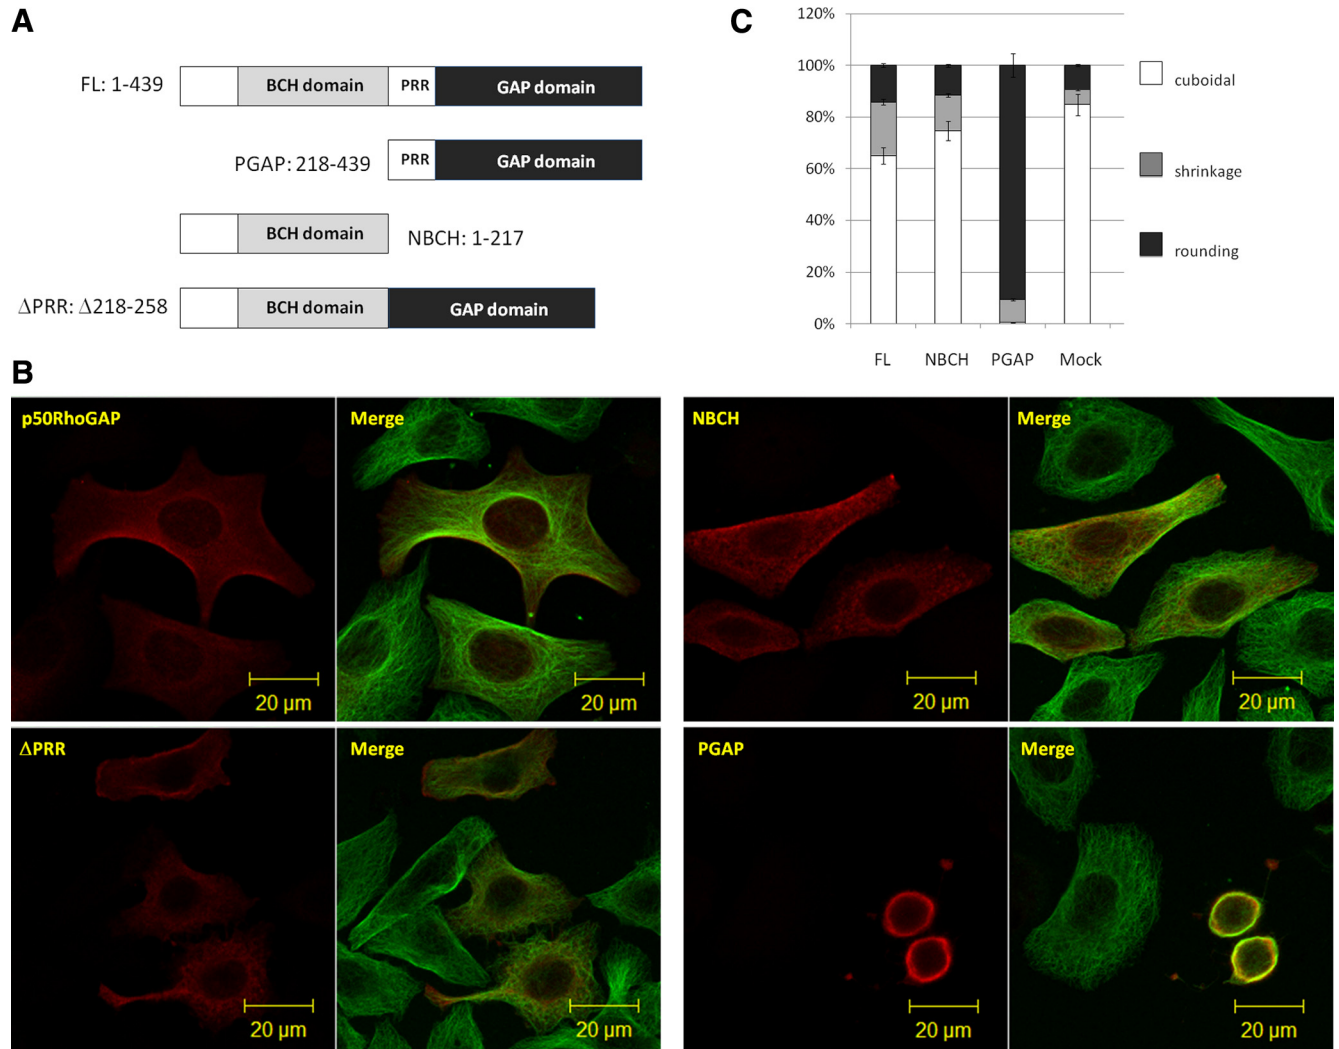 A
FL: 1-439
BCH domain
PRR
GAP domain
PGAP: 218-439
PRR
GAP domain
BCH domain
NBCH: 1-217
ΔPRR: Δ218-258
BCH domain
GAP domain
C
120%
100%
80%
60%
40%
20%
0%
FL
NBCH
PGAP
Mock
cuboidal
shrinkage
rounding
B
p50RhoGAP
Merge
20 µm
20 µm
NBCH
Merge
20 µm
20 µm
ΔPRR
Merge
20 µm
20 µm
PGAP
Merge
20 µm
20 µm